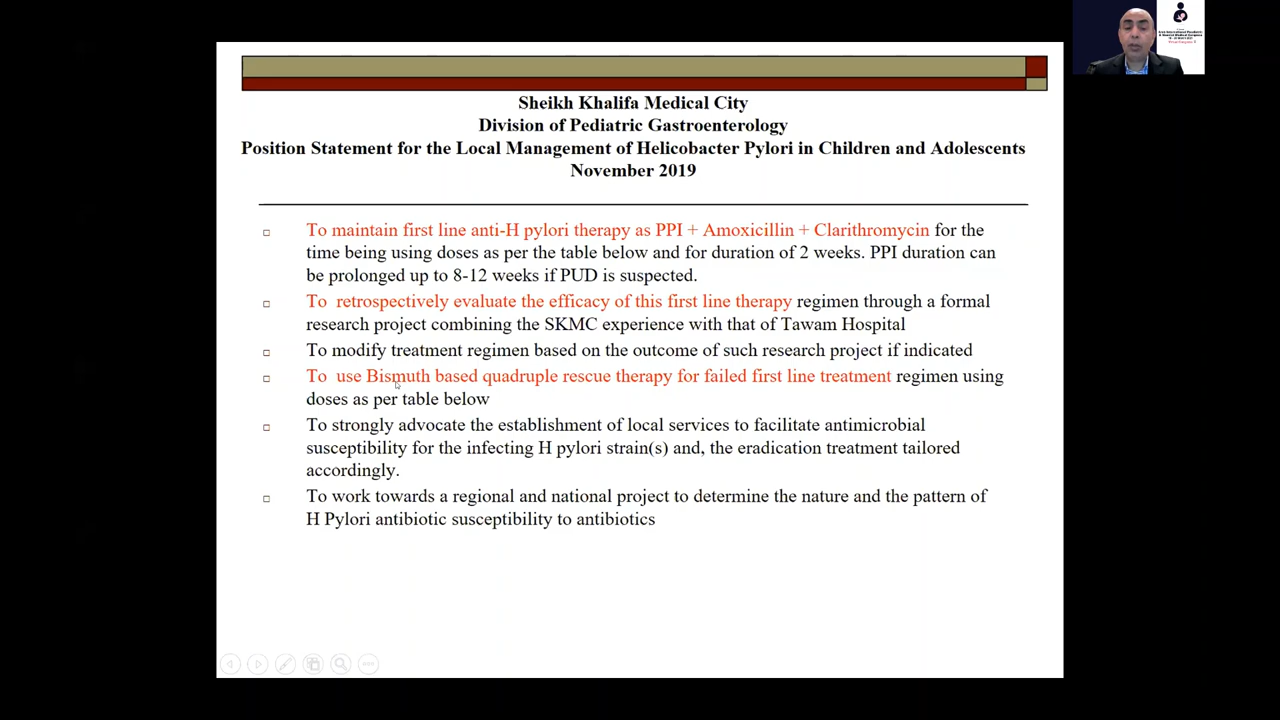 Sheikh Khalifa Medical City
Division of Pediatric Gastroenterology
Position Statement for the Local Management of Helicobacter Pylori in Children and Adolescents
November 2019
To maintain first line anti-H pylori therapy as PPI + Amoxicillin + Clarithromycin for the
time being using doses as per the table below and for duration of 2 weeks. PPI duration can
be prolonged up to 8-12 weeks if PUD is suspected.
To retrospectively evaluate the efficacy of this first line therapy regimen through a formal
research project combining the SKMC experience with that of Tawam Hospital
To modify treatment regimen based on the outcome of such research project if indicated
To use Bismuth based quadruple rescue therapy for failed first line treatment regimen using
doses as per table below
To strongly advocate the establishment of local services to facilitate antimicrobial
susceptibility for the infecting H pylori strain(s) and, the eradication treatment tailored
accordingly.
To work towards a regional and national project to determine the nature and the pattern of
H Pylori antibiotic susceptibility to antibiotics